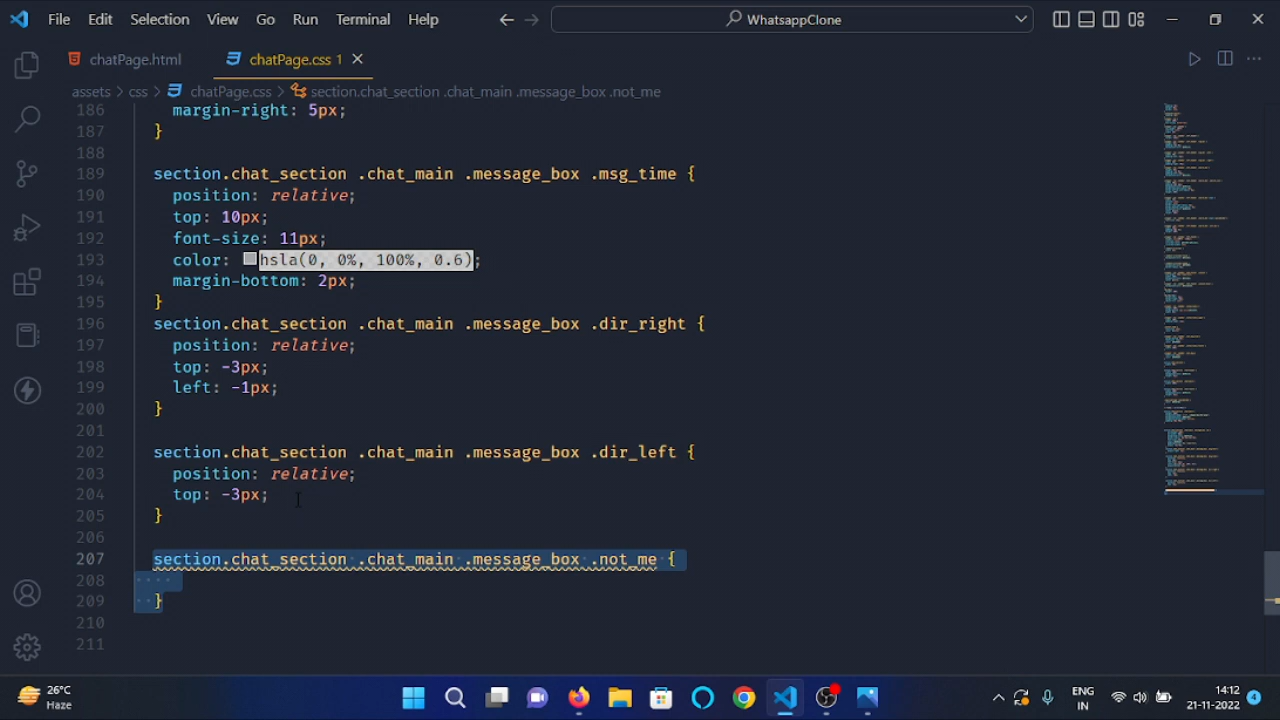 File Edit Selection View Go Run Terminal Help WhatsappClone
chatPage.html chatPage.css 1
assets > css > chatPage.css > section.chat_section .chat_main .message_box .not_me
186 margin-right: 5px;
187 }
188
189 section.chat_section .chat_main .message_box .msg_time {
190 position: relative;
191 top: 10px;
192 font-size: 11px;
193 color: hsla(0, 0%, 100%, 0.6);
194 margin-bottom: 2px;
195 }
196 section.chat_section .chat_main .message_box .dir_right {
197 position: relative;
198 top: -3px;
199 left: -1px;
200 }
201
202 section.chat_section .chat_main .message_box .dir_left {
203 position: relative;
204 top: -3px;
205 }
206
207 section.chat_section .chat_main .message_box .not_me {
208
209 }
210
211
26°C
Haze
ENG
IN
14:12
21-11-2022
4